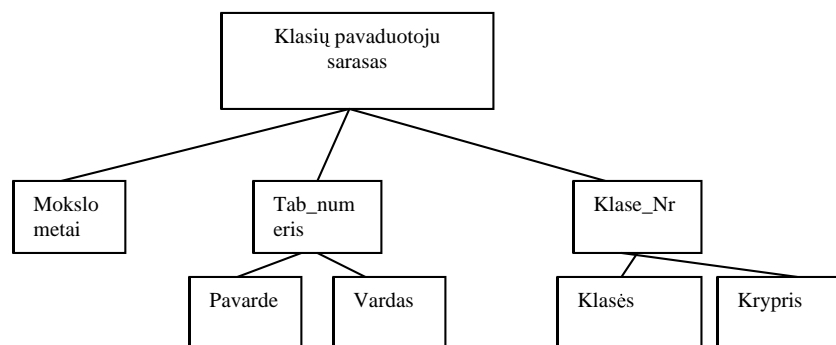 Klasių pavaduotoju
sarasas
Mokslo
metai
Tab_num
eris
Klase_Nr
Pavarde
Vardas
Klasės
Krypris